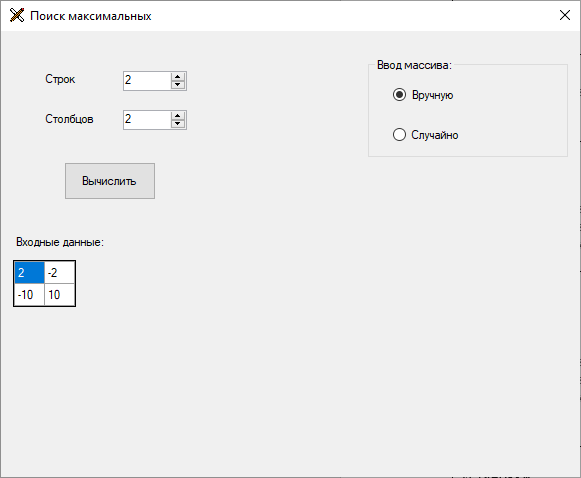 Поиск максимальных
Строк
2
Столбцов
2
Ввод массива:
Вручную
Случайно
Вычислить
Входные данные:
2 -2
-10 10